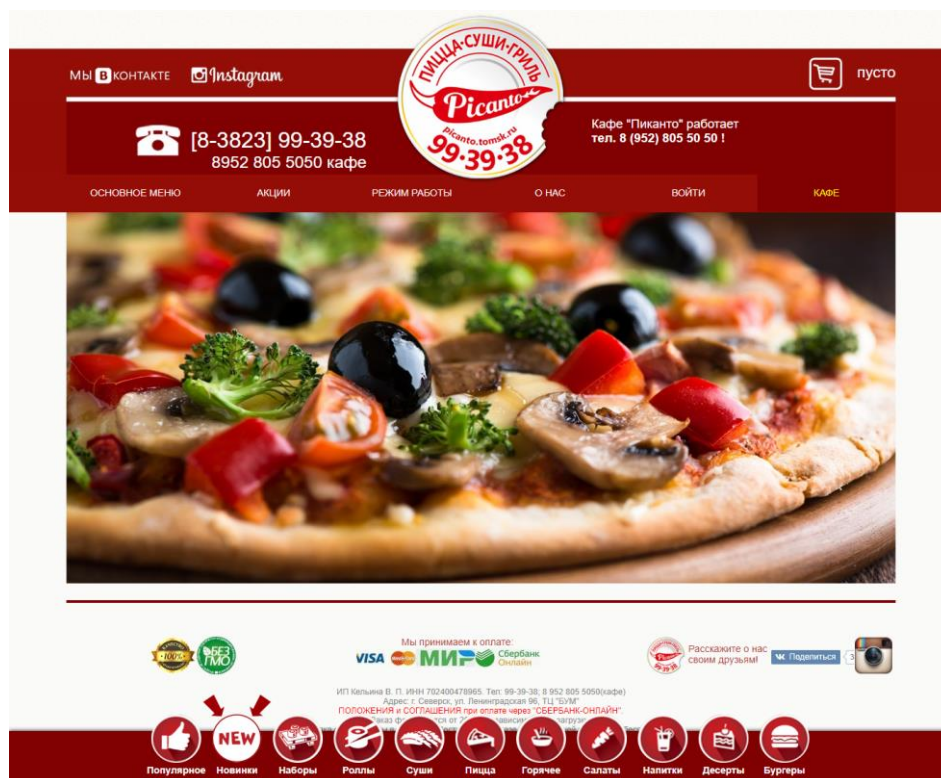 МЫ В КОНТАКТЕ
Instagram
ПИЦЦА·СУШИ·ГРИЛЬ
Picanto
picanto.tomsk.ru
99·39·38
пусто
[8-3823] 99-39-38
8952 805 5050 кафе
Кафе "Пиканто" работает
тел. 8 (952) 805 50 50 !
ОСНОВНОЕ МЕНЮ АКЦИИ РЕЖИМ РАБОТЫ О НАС ВОЙТИ КАФЕ
100%
БЕЗ
ГМО
Мы принимаем к оплате:
VISA МИР Сбербанк
Онлайн
Picanto
Расскажите о нас
своим друзьям!
Поделиться 3
ИП Кельина В. П. ИНН 702400478965. Тел: 99-39-38; 8 952 805 5050(кафе)
Адрес: г. Северск, ул. Ленинградская 96, ТЦ "БУМ"
ПОЛОЖЕНИЯ и СОГЛАШЕНИЯ при оплате через "СБЕРБАНК-ОНЛАЙН".
NEW
Популярное Новинки Наборы Роллы Суши Пицца Горячее Салаты Напитки Десерты Бургеры